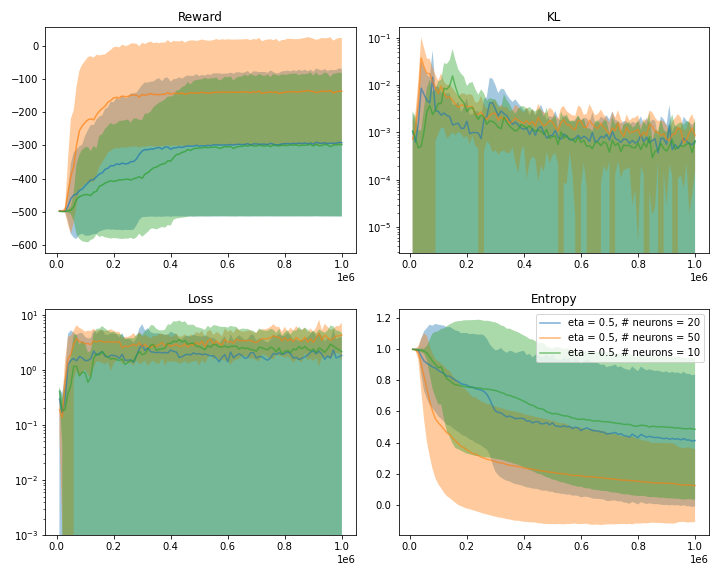 Reward
0
−100
−200
−300
−400
−500
−600
0.0 0.2 0.4 0.6 0.8 1.0
1e6
KL
10⁻¹
10⁻²
10⁻³
10⁻⁴
10⁻⁵
0.0 0.2 0.4 0.6 0.8 1.0
1e6
Loss
10¹
10⁰
10⁻¹
10⁻²
10⁻³
0.0 0.2 0.4 0.6 0.8 1.0
1e6
Entropy
eta = 0.5, # neurons = 20
eta = 0.5, # neurons = 50
eta = 0.5, # neurons = 10
1.2
1.0
0.8
0.6
0.4
0.2
0.0
0.0 0.2 0.4 0.6 0.8 1.0
1e6